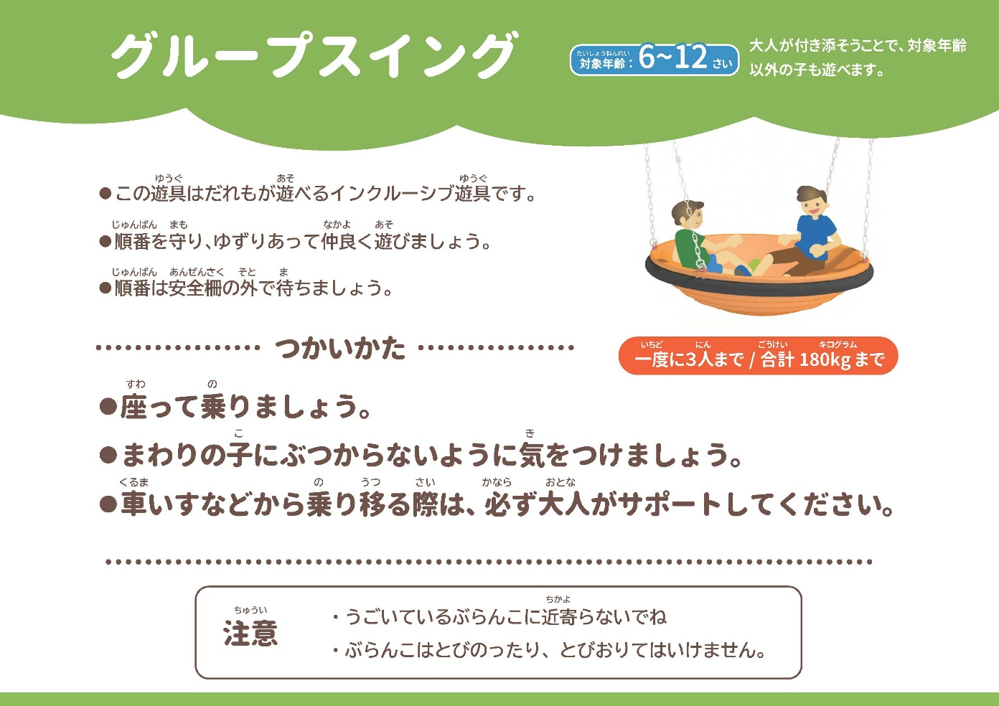 グループスイング
たいしょうねんれい
対象年齢：6~12さい
大人が付き添そうことで、対象年齢
以外の子も遊べます。
ゆうぐ あそ ゆうぐ
●この遊具はだれもが遊べるインクルーシブ遊具です。
じゅんばん まも なかよ あそ
●順番を守り、ゆずりあって仲良く遊びましょう。
じゅんばん あんぜんさく そと ま
●順番は安全柵の外で待ちましょう。
つかいかた
いちど にん ごうけい キログラム
一度に3人まで / 合計 180kg まで
すわ の
●座って乗りましょう。
こ き
●まわりの子にぶつからないように気をつけましょう。
くるま の うつ さい かなら おとな
●車いすなどから乗り移る際は、必ず大人がサポートしてください。
ちゅうい
注意
ちかよ
・うごいているぶらんこに近寄らないでね
・ぶらんこはとびのったり、とびおりてはいけません。